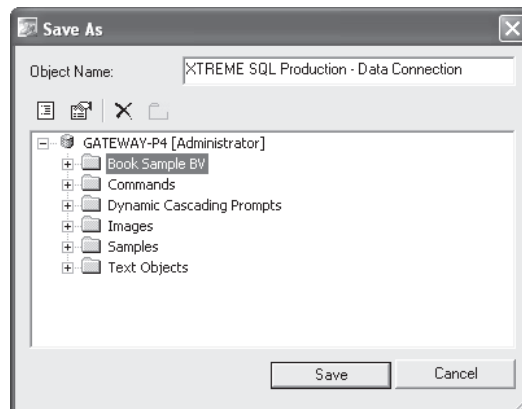 Save As
Object Name: XTREME SQL Production - Data Connection
GATEWAY-P4 [Administrator]
Book Sample BV
Commands
Dynamic Cascading Prompts
Images
Samples
Text Objects
Save Cancel